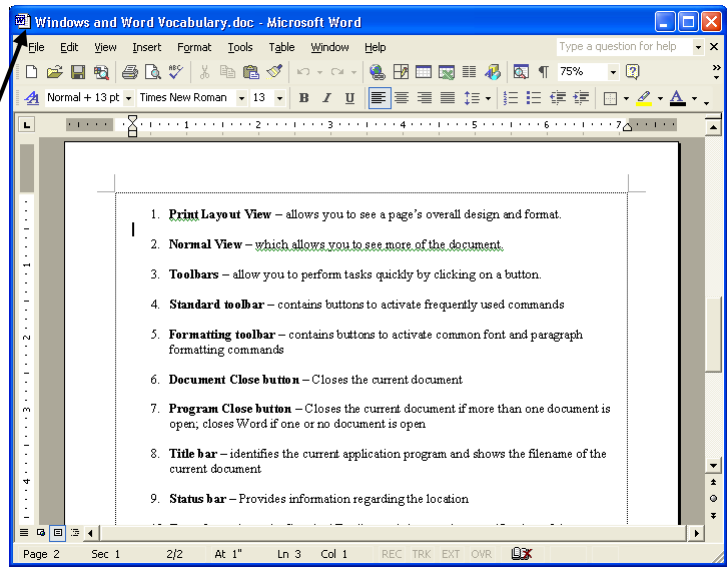 Windows and Word Vocabulary.doc - Microsoft Word
File Edit View Insert Format Tools Table Window Help Type a question for help
75%
Normal + 13 pt Times New Roman 13 B I U A
1 2 3 4 5 6 7
1. Print Layout View – allows you to see a page's overall design and format.
2. Normal View – which allows you to see more of the document.
3. Toolbars – allow you to perform tasks quickly by clicking on a button.
4. Standard toolbar – contains buttons to activate frequently used commands
5. Formatting toolbar – contains buttons to activate common font and paragraph
formatting commands
6. Document Close button – Closes the current document
7. Program Close button – Closes the current document if more than one document is
open; closes Word if one or no document is open
8. Title bar – identifies the current application program and shows the filename of the
current document
9. Status bar – Provides information regarding the location
Page 2 Sec 1 2/2 At 1" Ln 3 Col 1 REC TRK EXT OVR